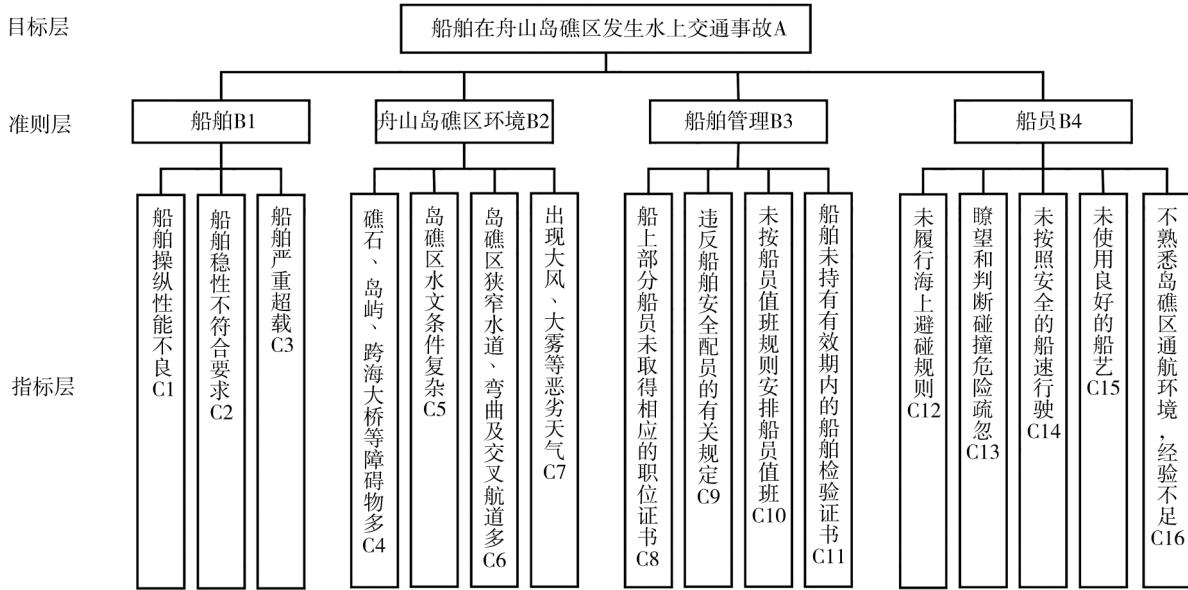 目标层
船舶在舟山岛礁区发生水上交通事故A
准则层
船舶B1
舟山岛礁区环境B2
船舶管理B3
船员B4
指标层
船舶操纵性能不良C1
船舶稳性不符合要求C2
船舶严重超载C3
礁石、岛屿、跨海大桥等障碍物多C4
岛礁区水文条件复杂C5
岛礁区狭窄水道、弯曲及交叉航道多C6
出现大风、大雾等恶劣天气C7
船上部分船员未取得相应的职位证书C8
违反船舶安全配员的有关规定C9
未按船员值班规则安排船员值班C10
船舶未持有有效期内的船舶检验证书C11
未履行海上避碰规则C12
瞭望和判断碰撞危险疏忽C13
未按照安全的船速行驶C14
未使用良好的船艺C15
不熟悉岛礁区通航环境,经验不足C16